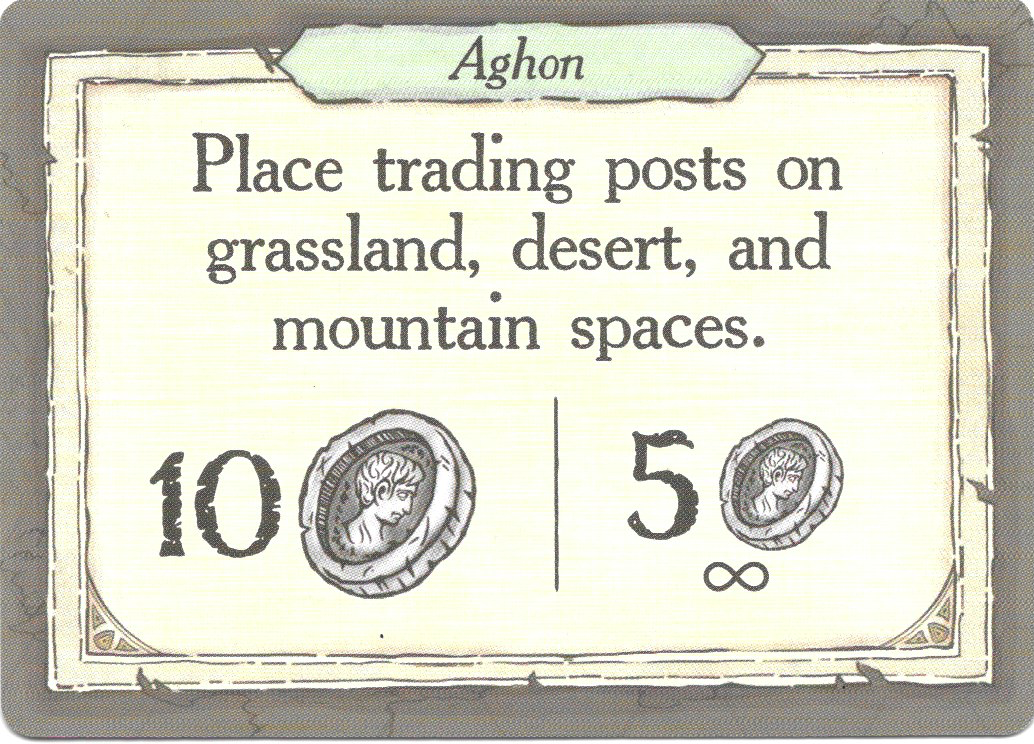 Aghon
Place trading posts on
grassland, desert, and
mountain spaces.
10
5
∞